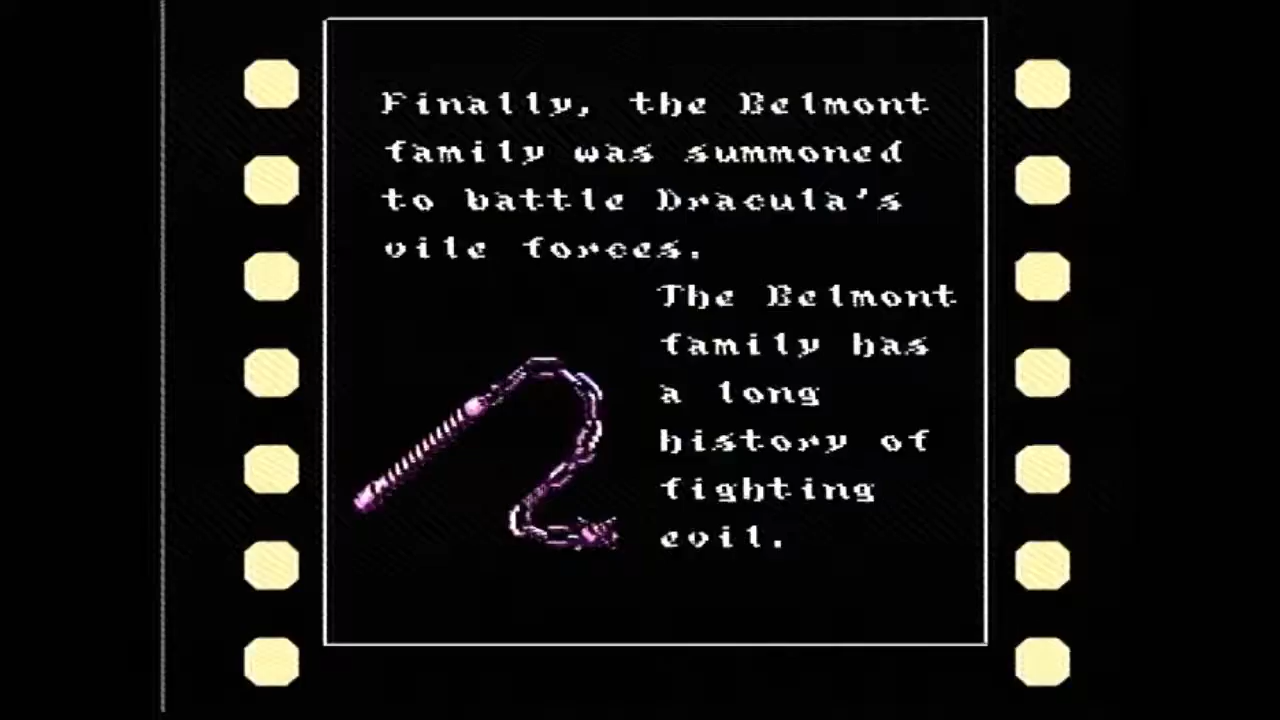 Finally, the Belmont
family was summoned
to battle Dracula's
vile forces.
The Belmont
family has
a long
history of
fighting
evil.